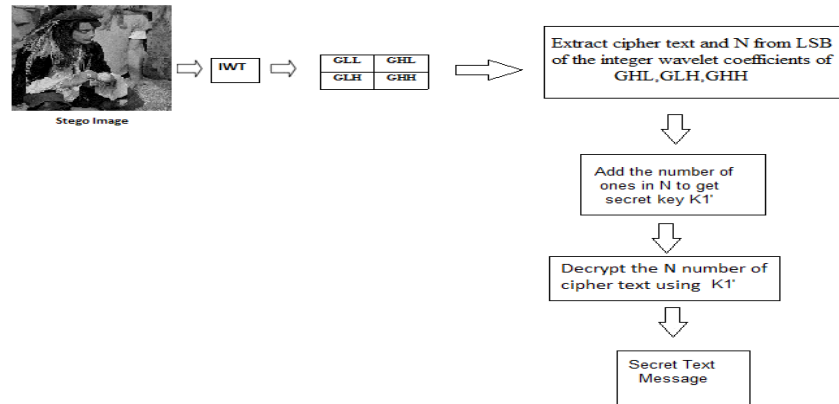 Stego Image
IWT
GLL GHL
GLH GHH
Extract cipher text and N from LSB
of the integer wavelet coefficients of
GHL,GLH,GHH
Add the number of
ones in N to get
secret key K1'
Decrypt the N number of
cipher text using K1'
Secret Text
Message